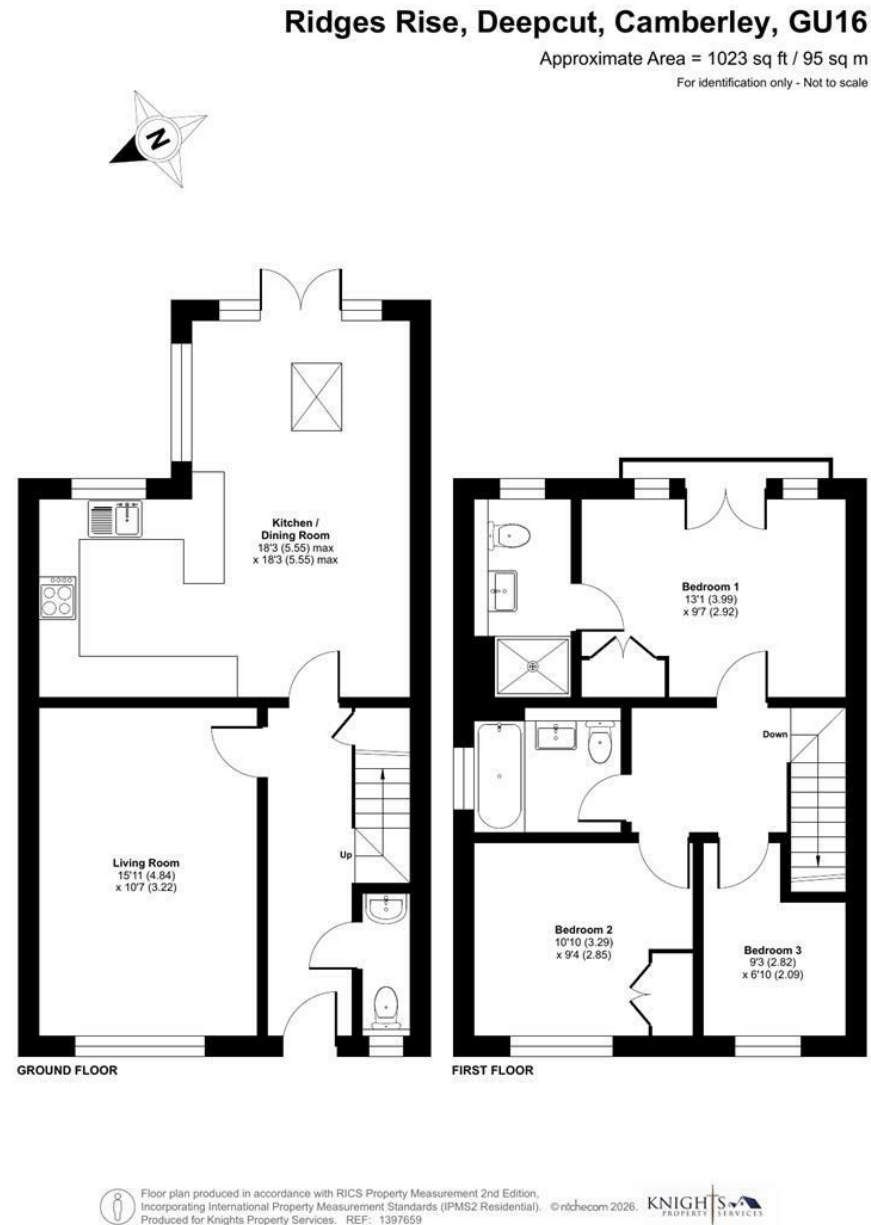 Ridges Rise, Deepcut, Camberley, GU16
Approximate Area = 1023 sq ft / 95 sq m
For identification only - Not to scale
N
Kitchen /
Dining Room
18'3 (5.55) max
x 18'3 (5.55) max
Living Room
15'11 (4.84)
x 10'7 (3.22)
Up
GROUND FLOOR
Bedroom 1
13'1 (3.99)
x 9'7 (2.92)
Down
Bedroom 2
10'10 (3.29)
x 9'4 (2.85)
Bedroom 3
9'3 (2.82)
x 6'10 (2.09)
FIRST FLOOR
Floor plan produced in accordance with RICS Property Measurement 2nd Edition,
Incorporating International Property Measurement Standards (IPMS2 Residential). © nichecom 2026.
Produced for Knights Property Services. REF: 1397659
KNIGHTS
PROPERTY SERVICES